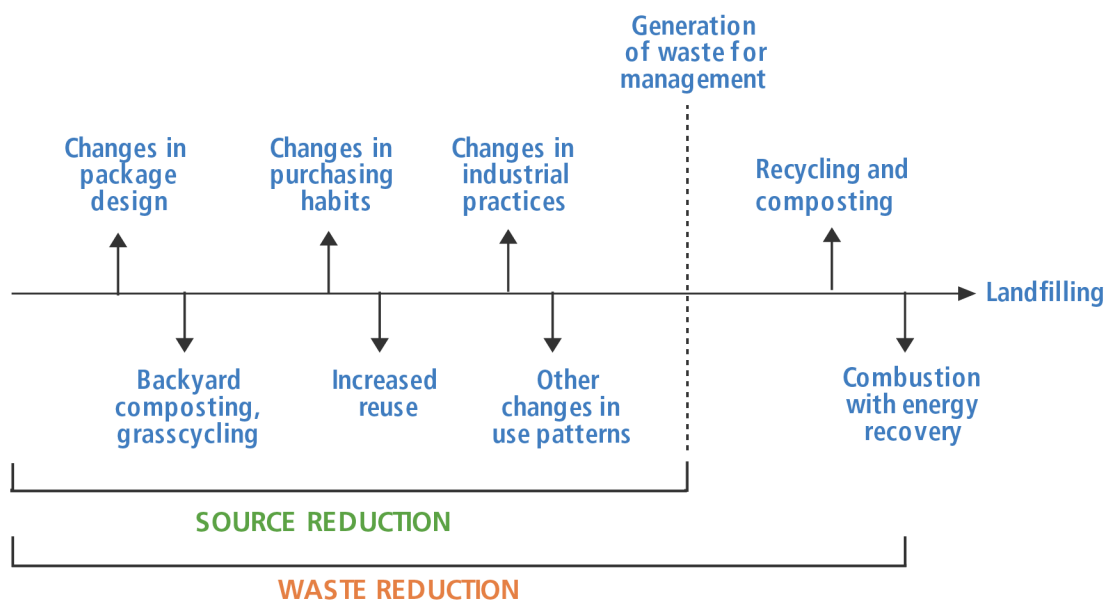 Generation
of waste for
management
Changes in
package
design
Changes in
purchasing
habits
Changes in
industrial
practices
Recycling and
composting
Landfilling
Backyard
composting,
grasscycling
Increased
reuse
Other
changes in
use patterns
Combustion
with energy
recovery
SOURCE REDUCTION
WASTE REDUCTION